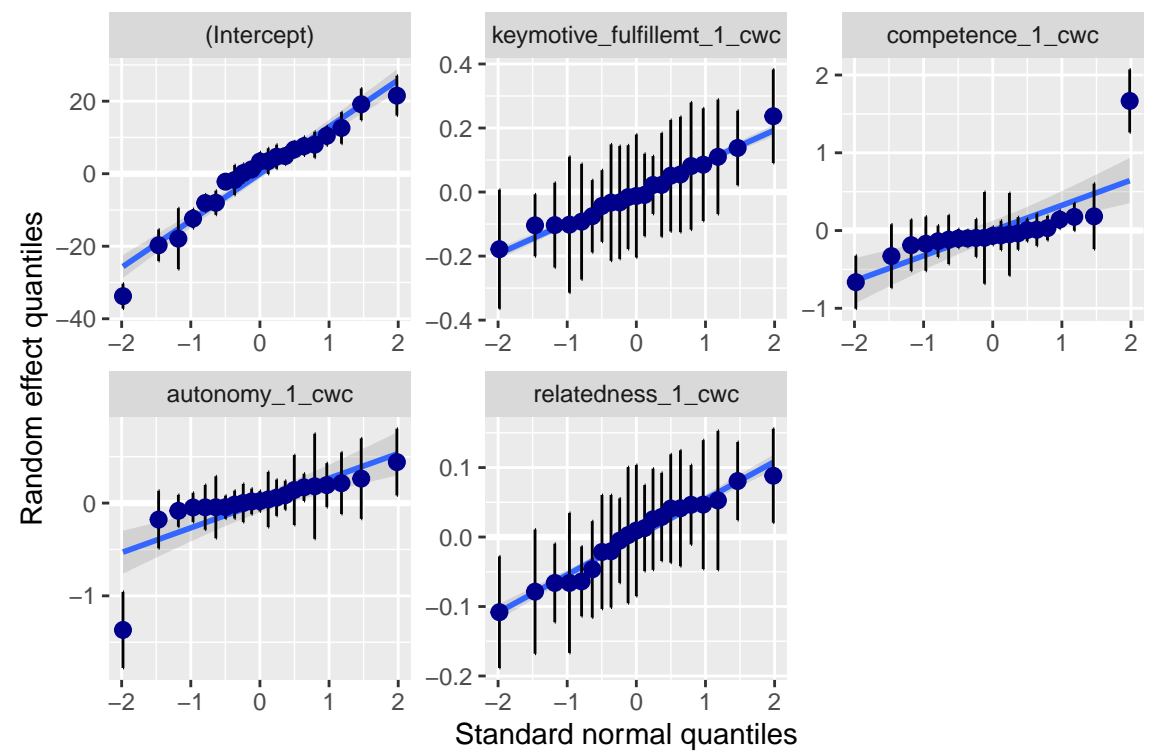 (Intercept)
keymotive_fulfillemt_1_cwc
competence_1_cwc
20
0
−20
−40
−2 −1 0 1 2
0.4
0.2
0.0
−0.2
−0.4
−2 −1 0 1 2
2
1
0
−1
−2 −1 0 1 2
autonomy_1_cwc
relatedness_1_cwc
0
−1
−2 −1 0 1 2
0.1
0.0
−0.1
−0.2
−2 −1 0 1 2
Random effect quantiles
Standard normal quantiles